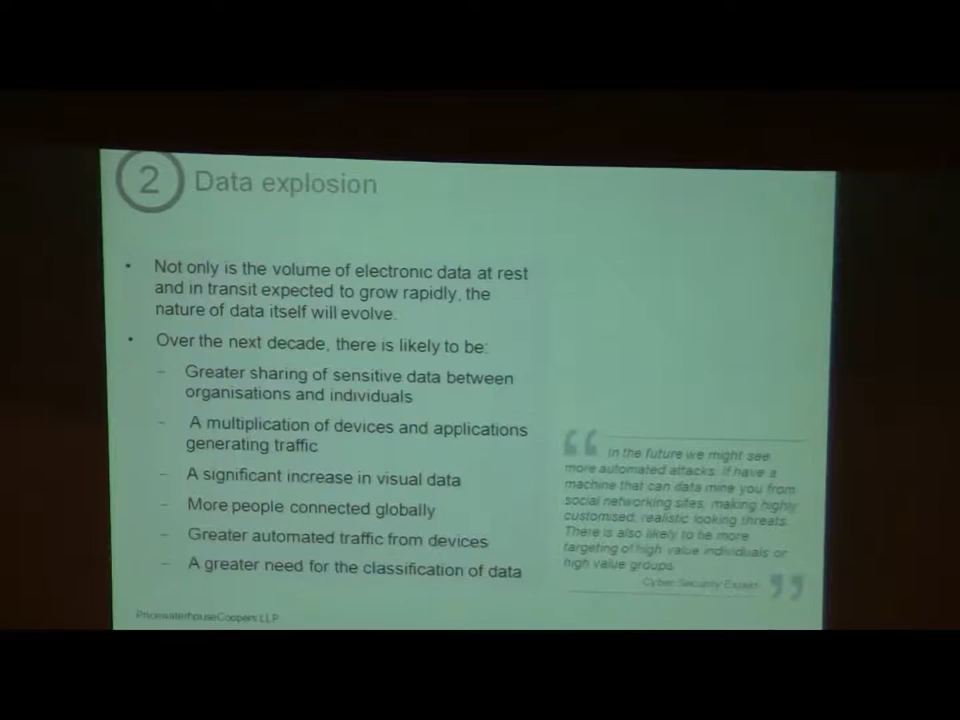 2 Data explosion
• Not only is the volume of electronic data at rest
and in transit expected to grow rapidly, the
nature of data itself will evolve.
• Over the next decade, there is likely to be:
– Greater sharing of sensitive data between
organisations and individuals
– A multiplication of devices and applications
generating traffic
– A significant increase in visual data
– More people connected globally
– Greater automated traffic from devices
– A greater need for the classification of data
“ In the future we might see
more automated attacks. If have a
machine that can data mine you from
social networking sites, making highly
customised, realistic looking threats.
There is also likely to be more
targeting of high value individuals or
high value groups.
Cyber Security Expert ”
PricewaterhouseCoopers LLP